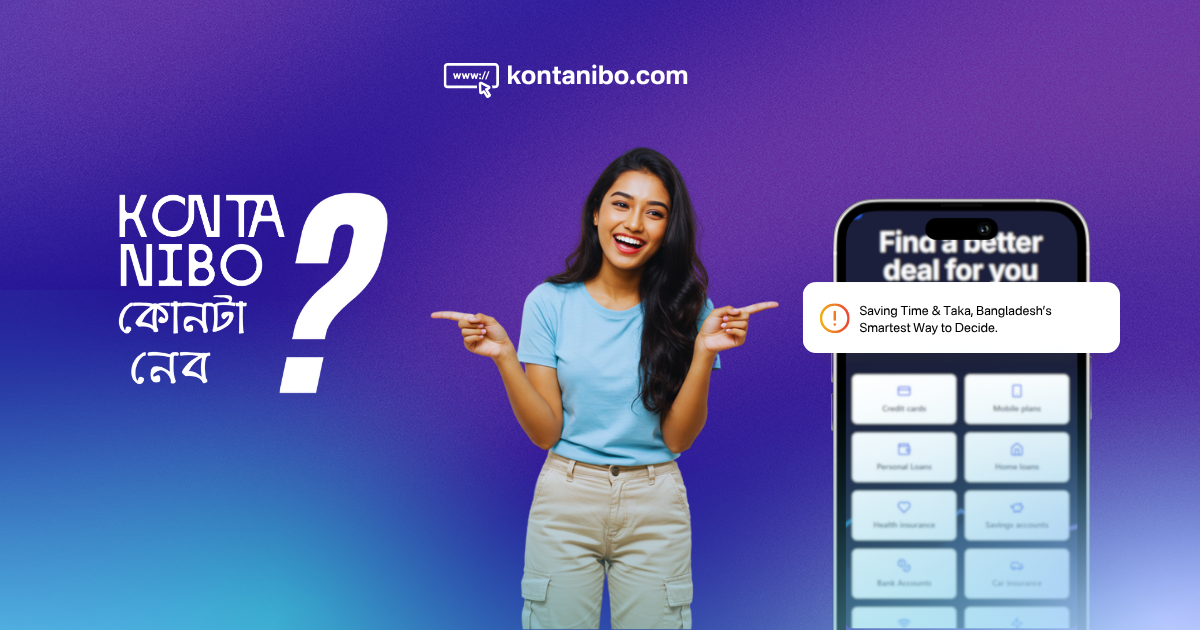 www://
kontanibo.com
KONTA
NIBO
কোনটা
নেব
?
Find a better
deal for you
Saving Time & Taka, Bangladesh's
Smartest Way to Decide.
Credit cards
Mobile plans
Personal Loans
Home loans
Health Insurance
Savings accounts
Bank Accounts
Car insurance